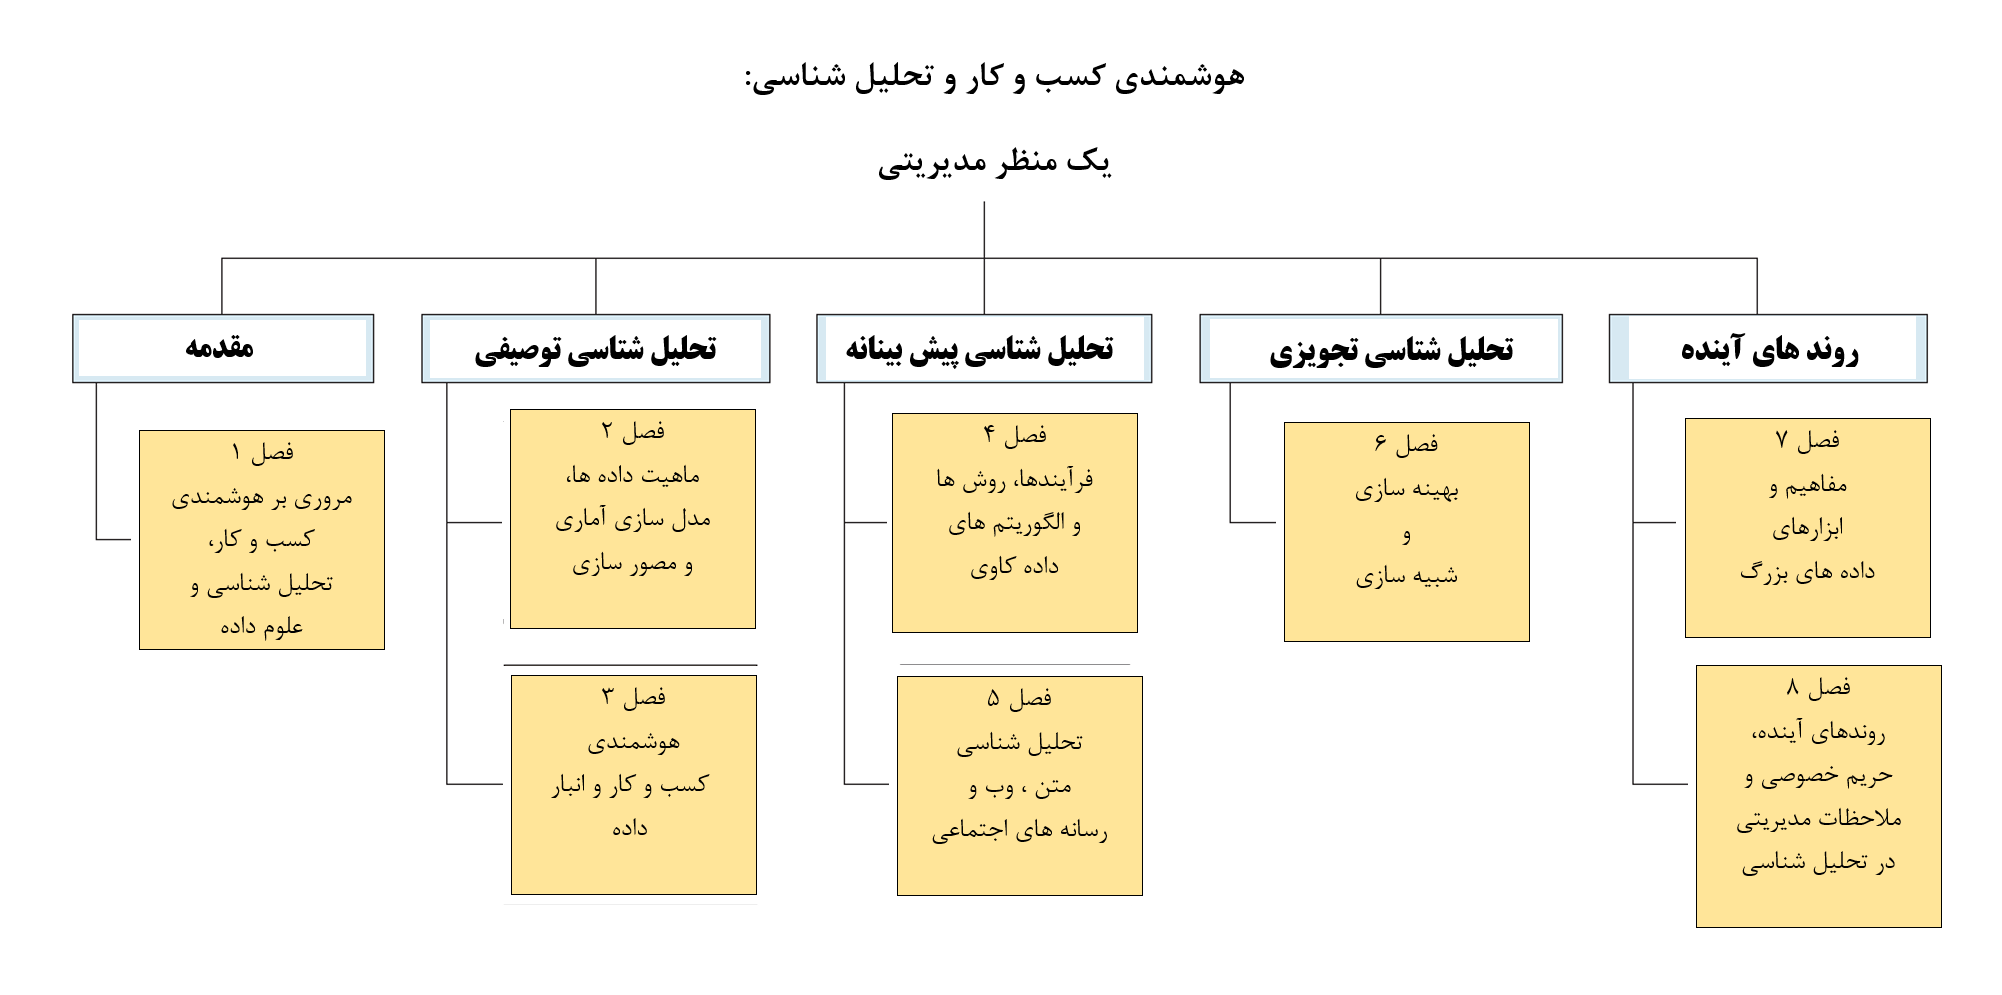 هوشمندی کسب و کار و تحلیل شناسی:
یک منظر مدیریتی
مقدمه
فصل ۱
مروری بر هوشمندی
کسب و کار،
تحلیل شناسی و
علوم داده
تحلیل شناسی توصیفی
فصل ۲
ماهیت داده ها،
مدل سازی آماری
و مصور سازی
فصل ۳
هوشمندی
کسب و کار و انبار
داده
تحلیل شناسی پیش بینانه
فصل ۴
فرآیندها، روش ها
و الگوریتم های
داده کاوی
فصل ۵
تحلیل شناسی
متن ، وب و
رسانه های اجتماعی
تحلیل شناسی تجویزی
فصل ۶
بهینه سازی
و
شبیه سازی
روند های آینده
فصل ۷
مفاهیم و
ابزارهای
داده های بزرگ
فصل ۸
روندهای آینده،
حریم خصوصی و
ملاحظات مدیریتی
در تحلیل شناسی